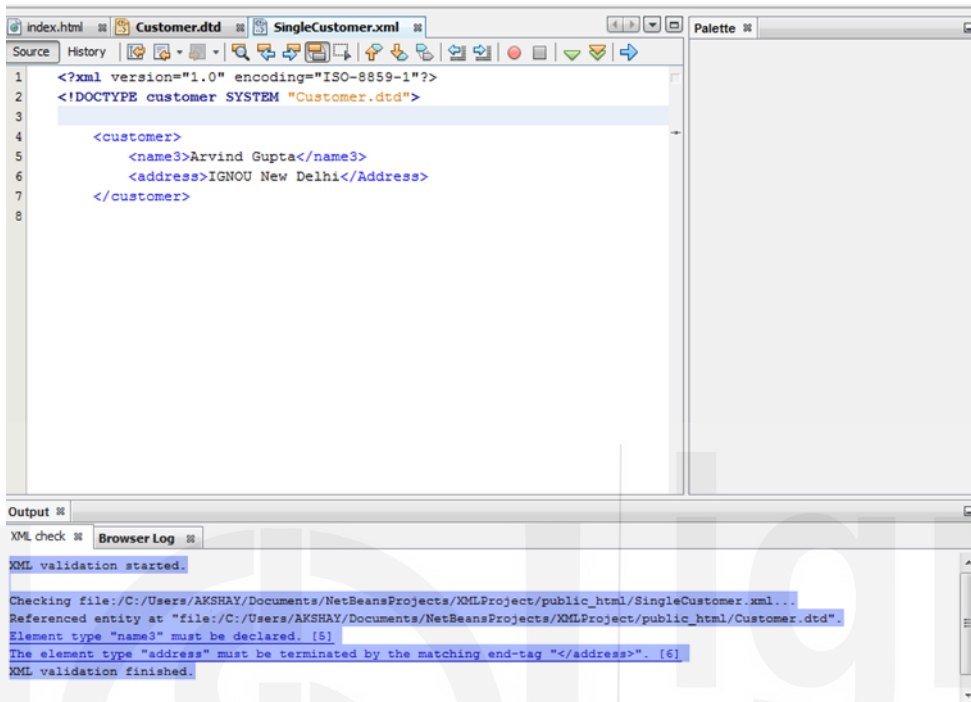 index.html Customer.dtd SingleCustomer.xml Palette
Source History
1 <?xml version="1.0" encoding="ISO-8859-1"?>
2 <!DOCTYPE customer SYSTEM "Customer.dtd">
3
4 <customer>
5 <name3>Arvind Gupta</name3>
6 <address>IGNOU New Delhi</Address>
7 </customer>
8
Output
XML check Browser Log
XML validation started.
Checking file:/C:/Users/AKSHAY/Documents/NetBeansProjects/XMLProject/public_html/SingleCustomer.xml...
Referenced entity at "file:/C:/Users/AKSHAY/Documents/NetBeansProjects/XMLProject/public_html/Customer.dtd".
Element type "name3" must be declared. [5]
The element type "address" must be terminated by the matching end-tag "</address>". [6]
XML validation finished.